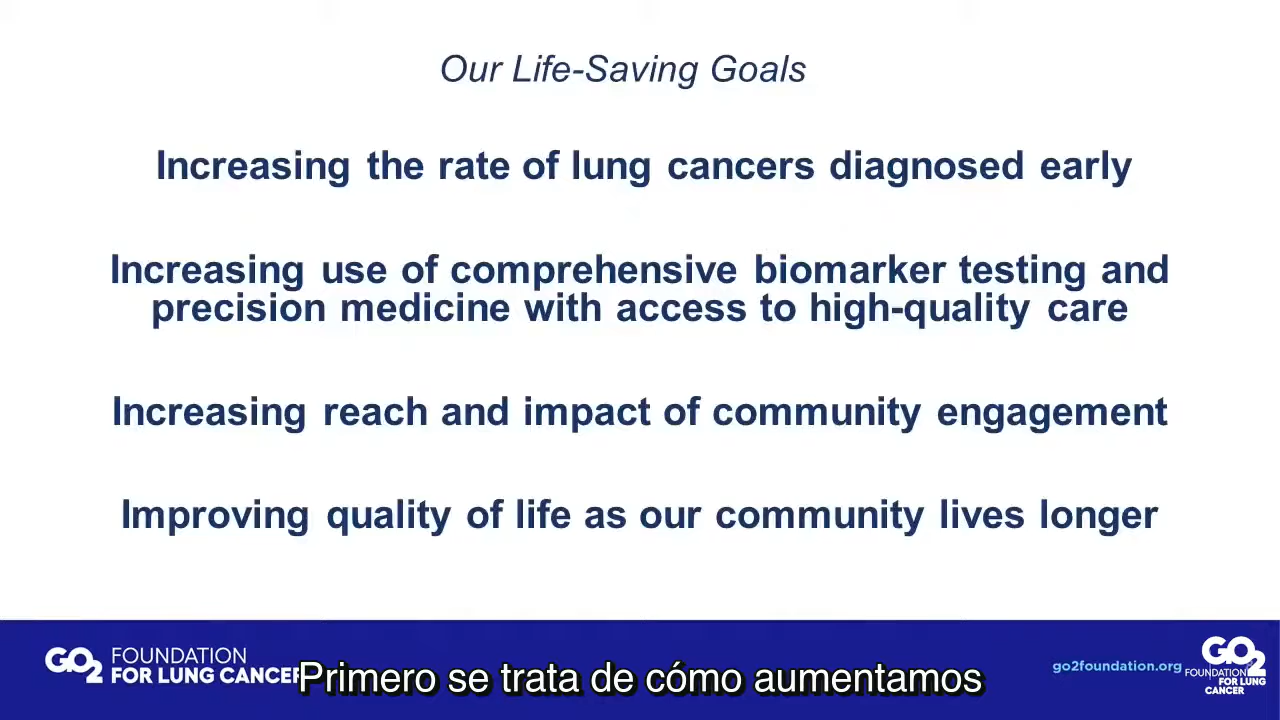 Our Life-Saving Goals
Increasing the rate of lung cancers diagnosed early
Increasing use of comprehensive biomarker testing and
precision medicine with access to high-quality care
Increasing reach and impact of community engagement
Improving quality of life as our community lives longer
GO2 FOUNDATION
FOR LUNG CANCER
Primero se trata de cómo aumentamos
go2foundation.org
GO2
FOUNDATION
FOR LUNG
CANCER